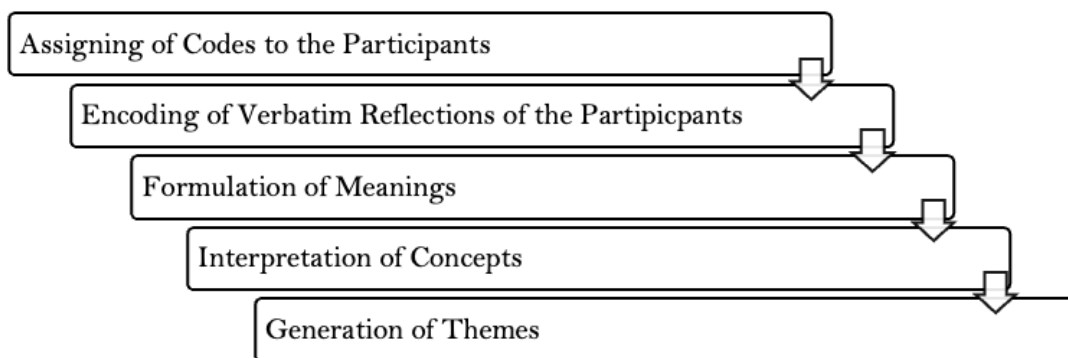 Assigning of Codes to the Participants
Encoding of Verbatim Reflections of the Partipicpants
Formulation of Meanings
Interpretation of Concepts
Generation of Themes